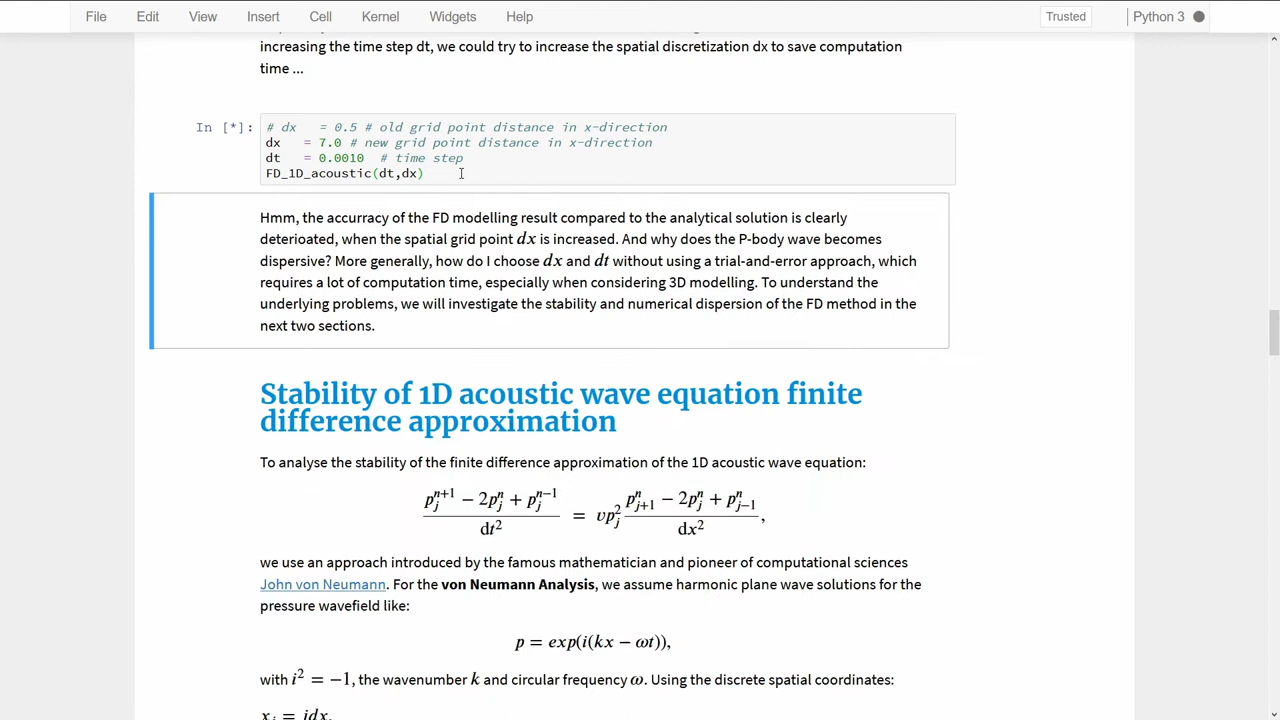 File Edit View Insert Cell Kernel Widgets Help Trusted Python 3
increasing the time step dt, we could try to increase the spatial discretization dx to save computation
time ...
In [*]: # dx = 0.5 # old grid point distance in x-direction
dx = 7.0 # new grid point distance in x-direction
dt = 0.0010 # time step
FD_1D_acoustic(dt,dx)
Hmm, the accurracy of the FD modelling result compared to the analytical solution is clearly
deterioated, when the spatial grid point dx is increased. And why does the P-body wave becomes
dispersive? More generally, how do I choose dx and dt without using a trial-and-error approach, which
requires a lot of computation time, especially when considering 3D modelling. To understand the
underlying problems, we will investigate the stability and numerical dispersion of the FD method in the
next two sections.
Stability of 1D acoustic wave equation finite
difference approximation
To analyse the stability of the finite difference approximation of the 1D acoustic wave equation:
\frac{p_j^{n+1} − 2p_j^n + p_j^{n−1}}{dt^2} = vp_j^2 \frac{p_{j+1}^n − 2p_j^n + p_{j−1}^n}{dx^2},
we use an approach introduced by the famous mathematician and pioneer of computational sciences
John von Neumann. For the von Neumann Analysis, we assume harmonic plane wave solutions for the
pressure wavefield like:
p = exp(i(kx − ωt)),
with i² = −1, the wavenumber k and circular frequency ω. Using the discrete spatial coordinates: